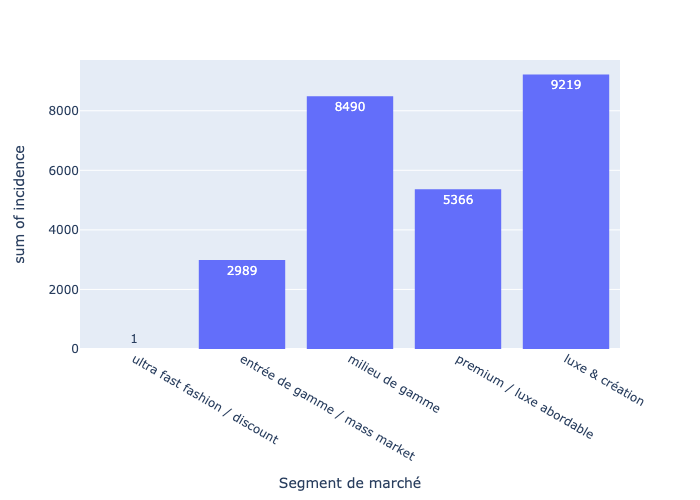 sum of incidence
8000
6000
4000
2000
0
1
2989
8490
5366
9219
ultra fast fashion / discount
entrée de gamme / mass market
milieu de gamme
premium / luxe abordable
luxe & création
Segment de marché